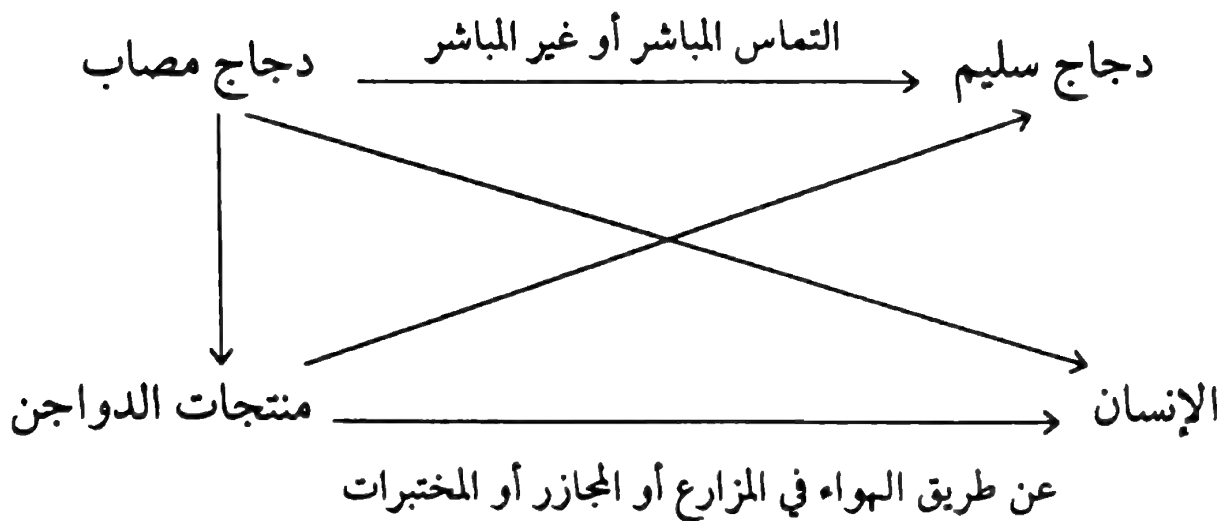 التماس المباشر أو غير المباشر
دجاج سليم
دجاج مصاب
الإنسان
منتجات الدواجن
عن طريق الهواء في المزارع أو المجازر أو المختبرات